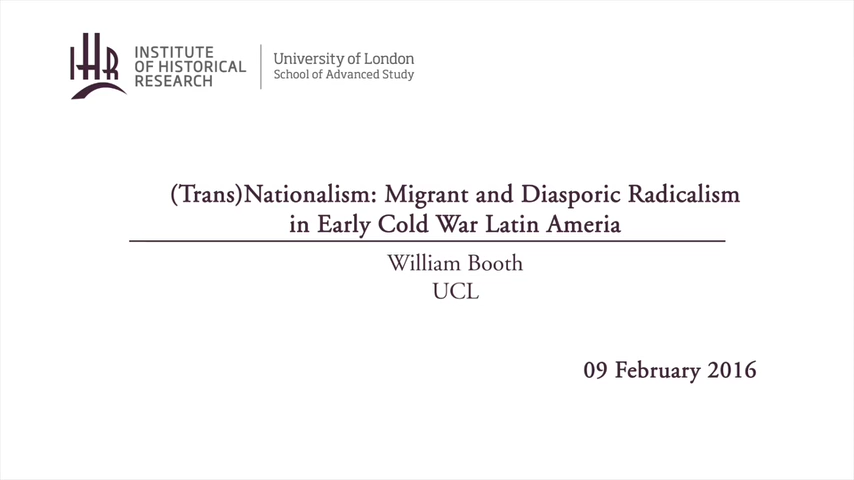 IHR
INSTITUTE
OF HISTORICAL
RESEARCH
University of London
School of Advanced Study
(Trans)Nationalism: Migrant and Diasporic Radicalism
in Early Cold War Latin Ameria
William Booth
UCL
09 February 2016